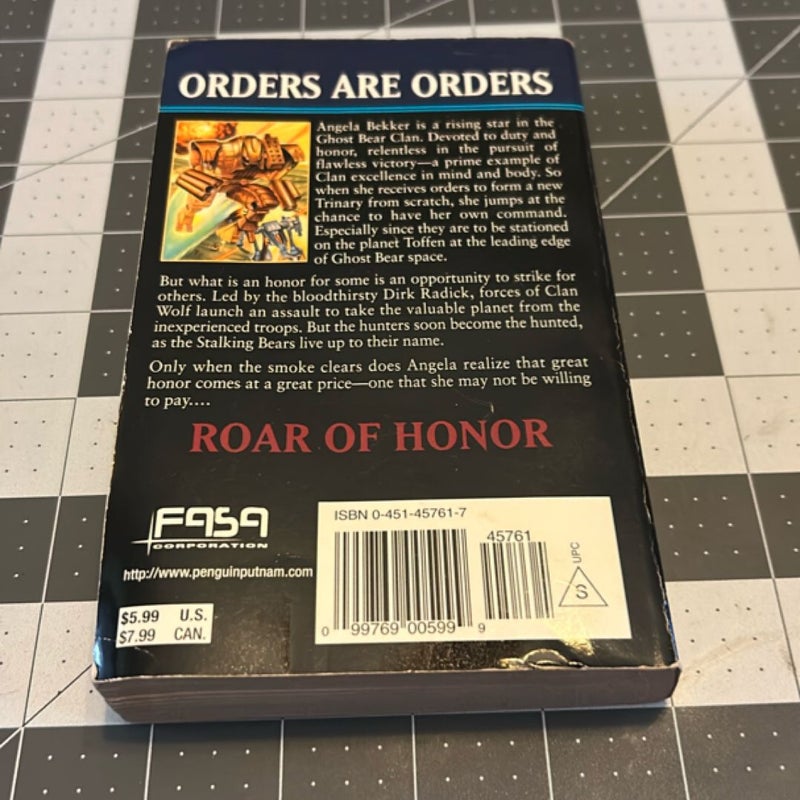 ORDERS ARE ORDERS
Angela Bekker is a rising star in the
Ghost Bear Clan. Devoted to duty and
honor, relentless in the pursuit of
flawless victory—a prime example of
Clan excellence in mind and body. So
when she receives orders to form a new
Trinary from scratch, she jumps at the
chance to have her own command.
Especially since they are to be stationed
on the planet Toffen at the leading edge
of Ghost Bear space.
But what is an honor for some is an opportunity to strike for
others. Led by the bloodthirsty Dirk Radick, forces of Clan
Wolf launch an assault to take the valuable planet from the
inexperienced troops. But the hunters soon become the hunted,
as the Stalking Bears live up to their name.
Only when the smoke clears does Angela realize that great
honor comes at a great price—one that she may not be willing
to pay....
ROAR OF HONOR
FASA
CORPORATION
http://www.penguinputnam.com
$5.99 U.S.
$7.99 CAN.
ISBN 0-451-45761-7
45761
UPC
S
0 99769 00599 9